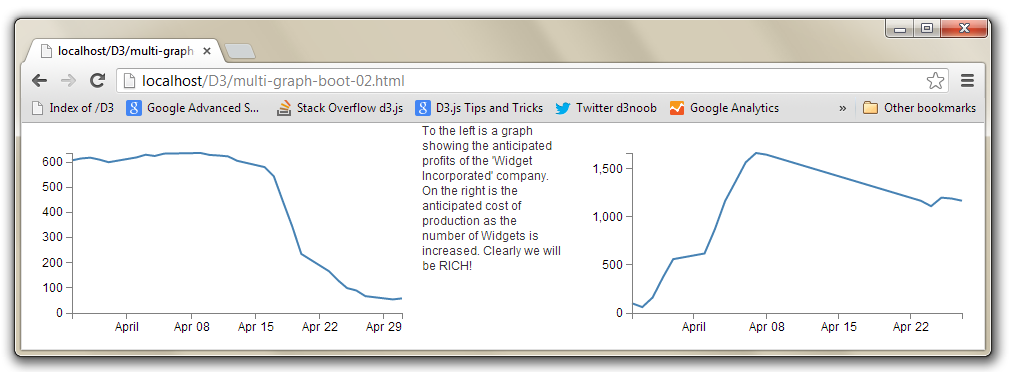 localhost/D3/multi-graph
localhost/D3/multi-graph-boot-02.html
Index of /D3 Google Advanced S... Stack Overflow d3.js D3.js Tips and Tricks Twitter d3noob Google Analytics » Other bookmarks
600
500
400
300
200
100
0
April Apr 08 Apr 15 Apr 22 Apr 29
To the left is a graph
showing the anticipated
profits of the 'Widget
Incorporated' company.
On the right is the
anticipated cost of
production as the
number of Widgets is
increased. Clearly we will
be RICH!
1,500
1,000
500
0
April Apr 08 Apr 15 Apr 22